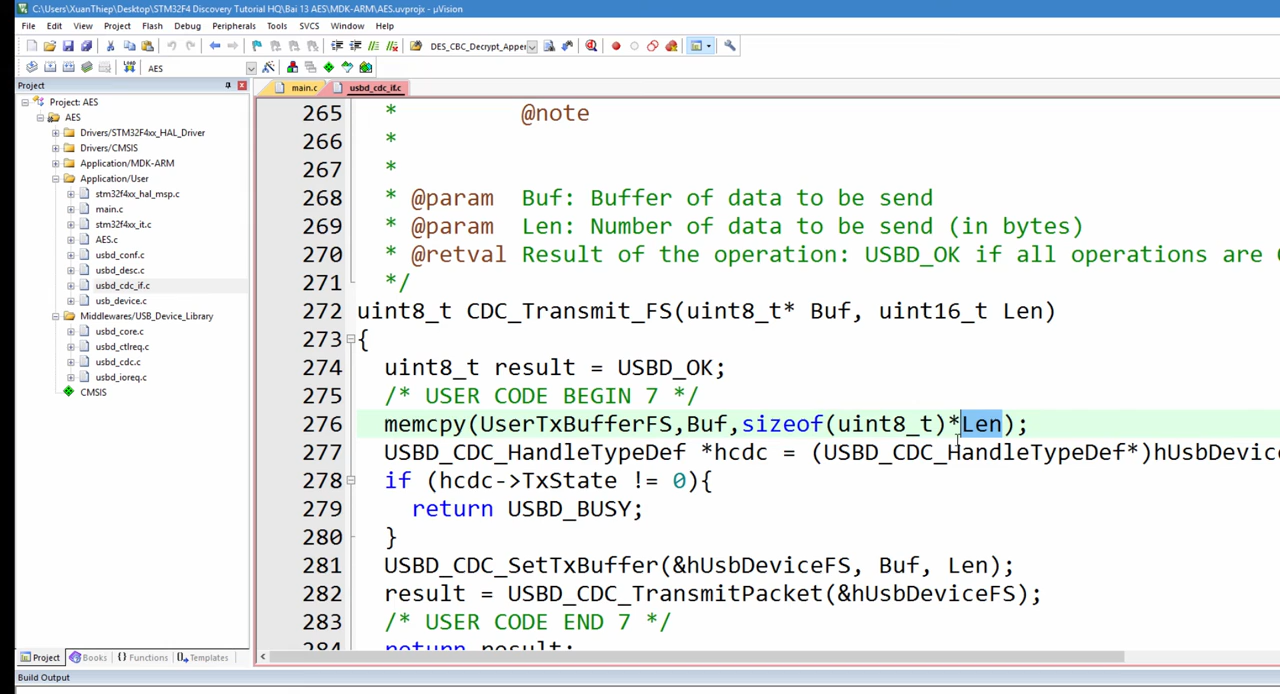 C:\Users\XuanThiep\Desktop\STM32F4 Discovery Tutorial HQ\Bai 13 AES\MDK-ARM\AES.uvprojx - µVision
File Edit View Project Flash Debug Peripherals Tools SVCS Window Help
DES_CBC_Decrypt_Apper
LOAD AES
Project
main.c usbd_cdc_if.c
Project: AES
AES
Drivers/STM32F4xx_HAL_Driver
Drivers/CMSIS
Application/MDK-ARM
Application/User
stm32f4xx_hal_msp.c
main.c
stm32f4xx_it.c
AES.c
usbd_conf.c
usbd_desc.c
usbd_cdc_if.c
usb_device.c
Middlewares/USB_Device_Library
usbd_core.c
usbd_ctlreq.c
usbd_cdc.c
usbd_ioreq.c
CMSIS
265 * @note
266 *
267 *
268 * @param Buf: Buffer of data to be send
269 * @param Len: Number of data to be send (in bytes)
270 * @retval Result of the operation: USBD_OK if all operations are
271 */
272 uint8_t CDC_Transmit_FS(uint8_t* Buf, uint16_t Len)
273 {
274 uint8_t result = USBD_OK;
275 /* USER CODE BEGIN 7 */
276 memcpy(UserTxBufferFS,Buf,sizeof(uint8_t)*Len);
277 USBD_CDC_HandleTypeDef *hcdc = (USBD_CDC_HandleTypeDef*)hUsbDevice
278 if (hcdc->TxState != 0){
279 return USBD_BUSY;
280 }
281 USBD_CDC_SetTxBuffer(&hUsbDeviceFS, Buf, Len);
282 result = USBD_CDC_TransmitPacket(&hUsbDeviceFS);
283 /* USER CODE END 7 */
284 return result;
Project Books {} Functions Templates
Build Output